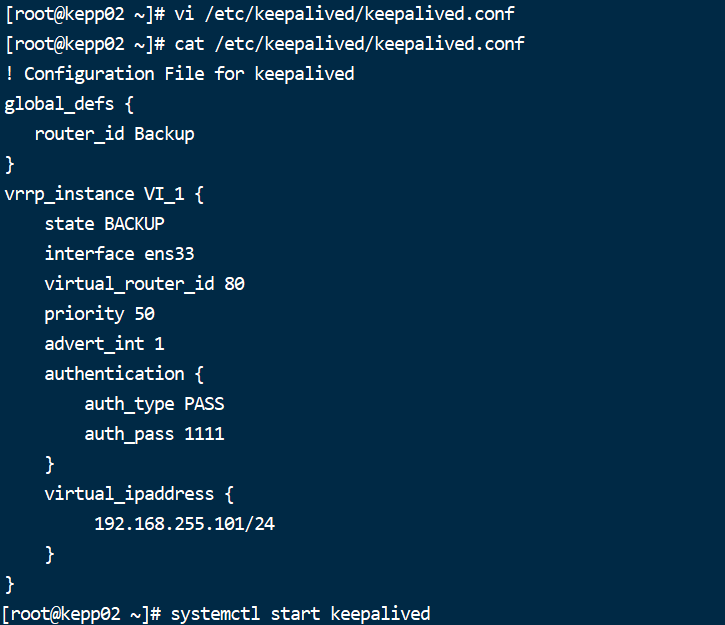 [root@kepp02 ~]# vi /etc/keepalived/keepalived.conf
[root@kepp02 ~]# cat /etc/keepalived/keepalived.conf
! Configuration File for keepalived
global_defs {
   router_id Backup
}
vrrp_instance VI_1 {
    state BACKUP
    interface ens33
    virtual_router_id 80
    priority 50
    advert_int 1
    authentication {
        auth_type PASS
        auth_pass 1111
    }
    virtual_ipaddress {
         192.168.255.101/24
    }
}
[root@kepp02 ~]# systemctl start keepalived